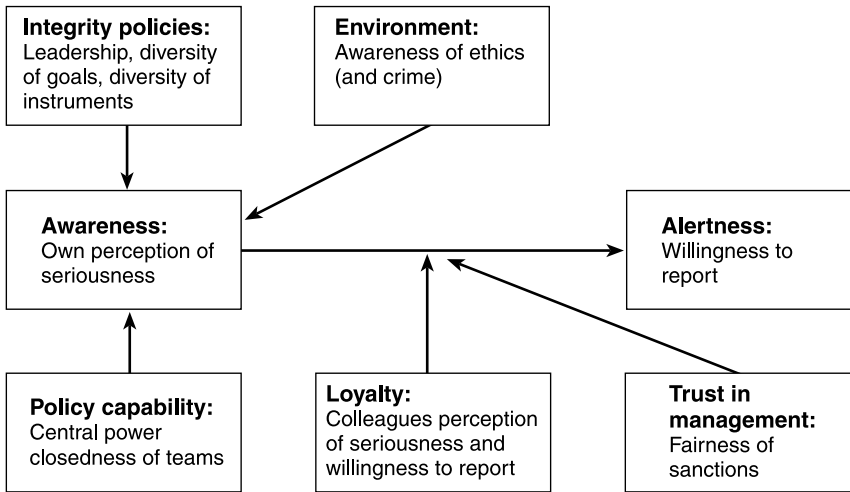 Integrity policies:
Leadership, diversity
of goals, diversity of
instruments
Environment:
Awareness of ethics
(and crime)
Awareness:
Own perception of
seriousness
Alertness:
Willingness to
report
Policy capability:
Central power
closedness of teams
Loyalty:
Colleagues perception
of seriousness and
willingness to report
Trust in
management:
Fairness of
sanctions